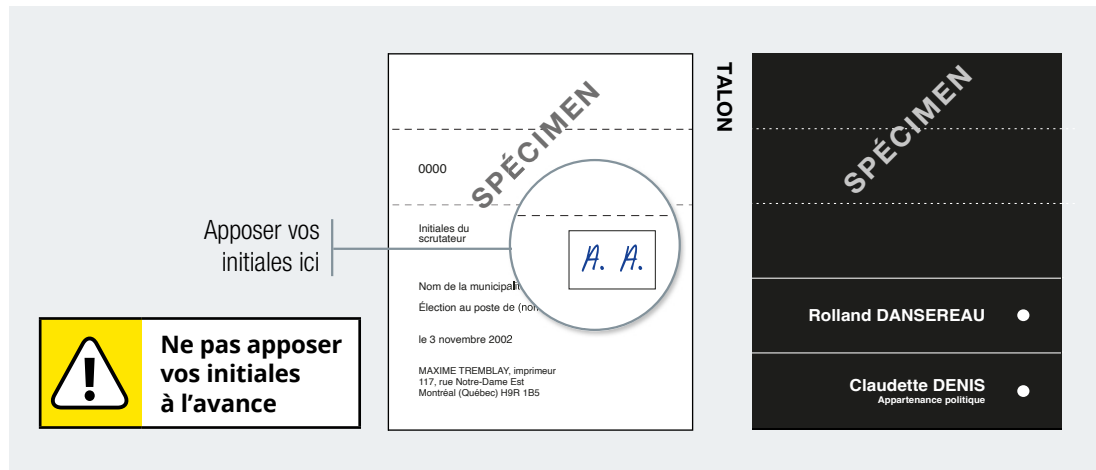 Apposer vos
initiales ici
Ne pas apposer
vos initiales
à l’avance
SPÉCIMEN
0000
Initiales du
scrutateur
A. A.
Nom de la municipalit
Élection au poste de (nom
le 3 novembre 2002
MAXIME TREMBLAY, imprimeur
117, rue Notre-Dame Est
Montréal (Québec) H9R 1B5
TALON
SPÉCIMEN
Rolland DANSEREAU
Claudette DENIS
Appartenance politique